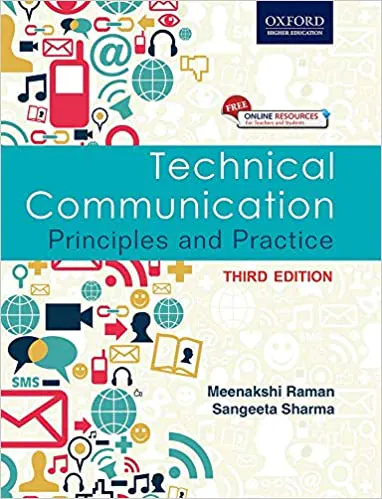 OXFORD
HIGHER EDUCATION
FREE
ONLINE RESOURCES
For Teachers and Students
Technical
Communication
Principles and Practice
THIRD EDITION
SMS
Meenakshi Raman
Sangeeta Sharma